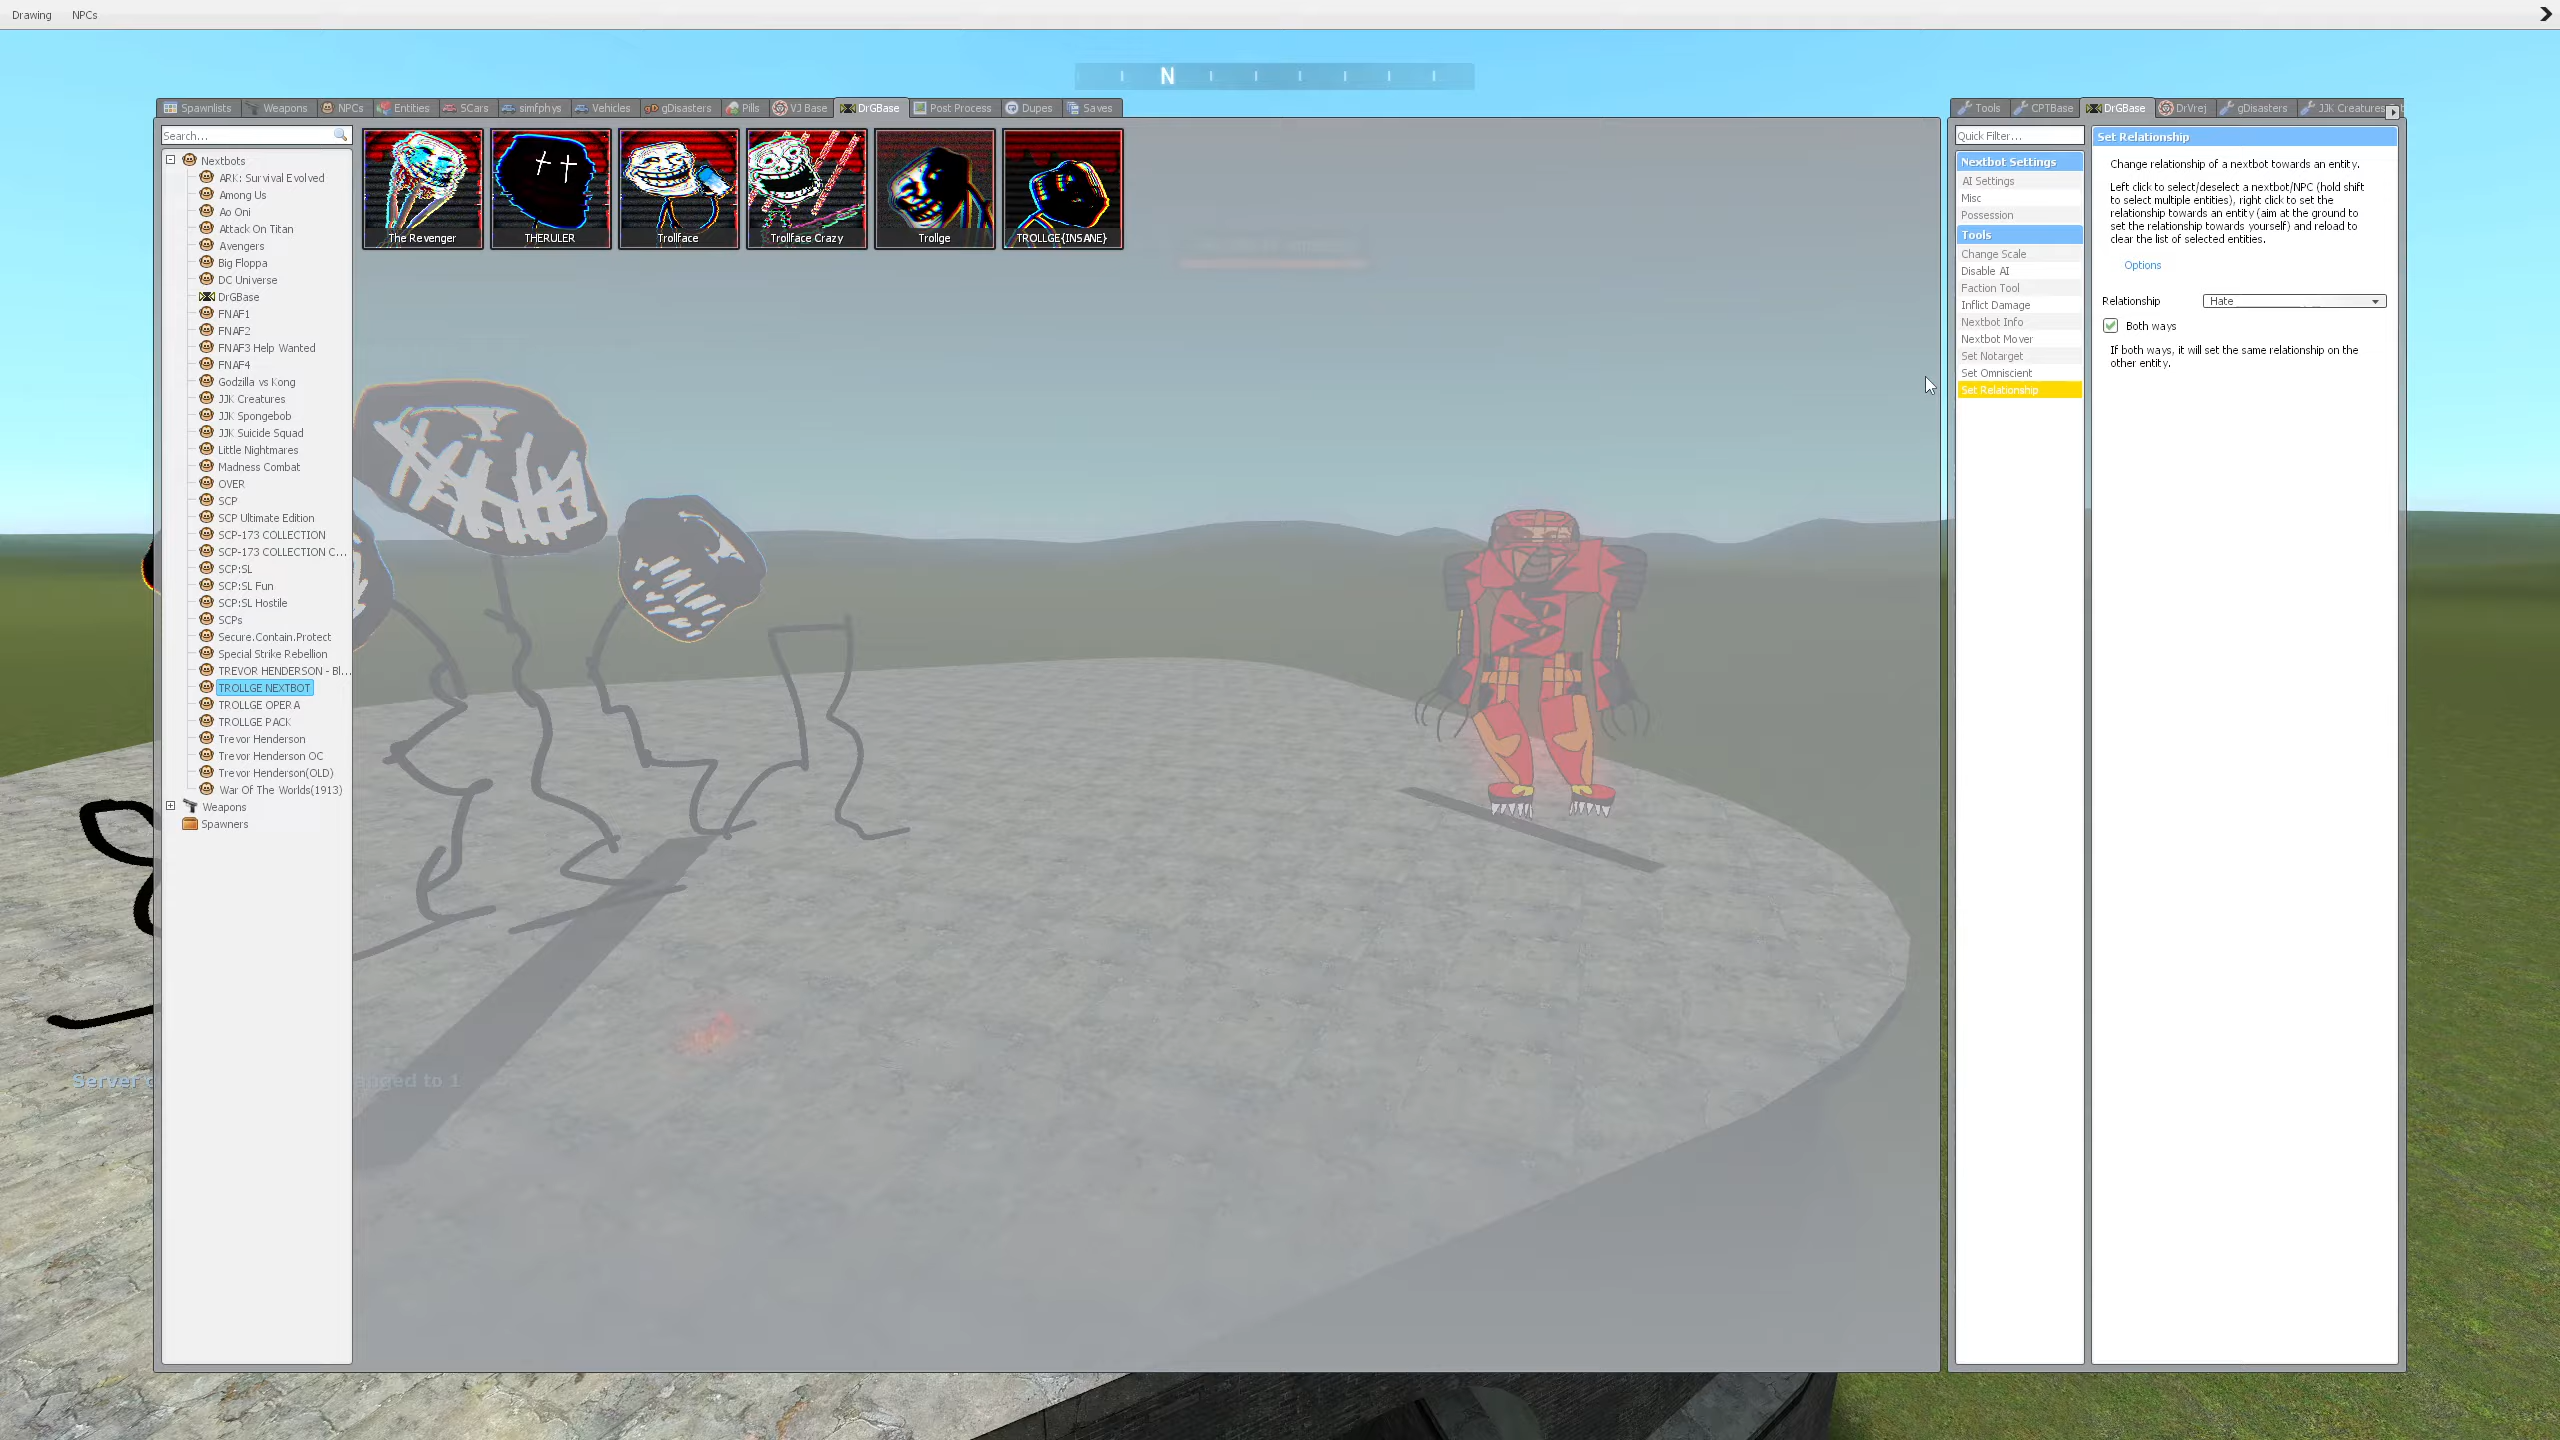 Drawing NPCs
N
Spawnlists Weapons NPCs Entities SCars simfphys Vehicles gDisasters Pills VJ Base DrGBase Post Process Dupes Saves
Search...
Nextbots
ARK: Survival Evolved
Among Us
Ao Oni
Attack On Titan
Avengers
Big Floppa
DC Universe
DrGBase
FNAF1
FNAF2
FNAF3 Help Wanted
FNAF4
Godzilla vs Kong
JJK Creatures
JJK Spongebob
JJK Suicide Squad
Little Nightmares
Madness Combat
OVER
SCP
SCP Ultimate Edition
SCP-173 COLLECTION
SCP-173 COLLECTION C...
SCP:SL
SCP:SL Fun
SCP:SL Hostile
SCPs
Secure.Contain.Protect
Special Strike Rebellion
TREVOR HENDERSON - Bl...
TROLLGE NEXTBOT
TROLLGE OPERA
TROLLGE PACK
Trevor Henderson
Trevor Henderson OC
Trevor Henderson(OLD)
War Of The Worlds(1913)
Weapons
Spawners
The Revenger
THERULER
Trollface
Trollface Crazy
Trollge
TROLLGE{INSANE}
Server
anged to 1
Tools CPTBase DrGBase DrVrej gDisasters JJK Creatures
Quick Filter...
Nextbot Settings
AI Settings
Misc
Possession
Tools
Change Scale
Disable AI
Faction Tool
Inflict Damage
Nextbot Info
Nextbot Mover
Set Notarget
Set Omniscient
Set Relationship
Set Relationship
Change relationship of a nextbot towards an entity.
Left click to select/deselect a nextbot/NPC (hold shift
to select multiple entities), right click to set the
relationship towards an entity (aim at the ground to
set the relationship towards yourself) and reload to
clear the list of selected entities.
Options
Relationship Hate
Both ways
If both ways, it will set the same relationship on the
other entity.